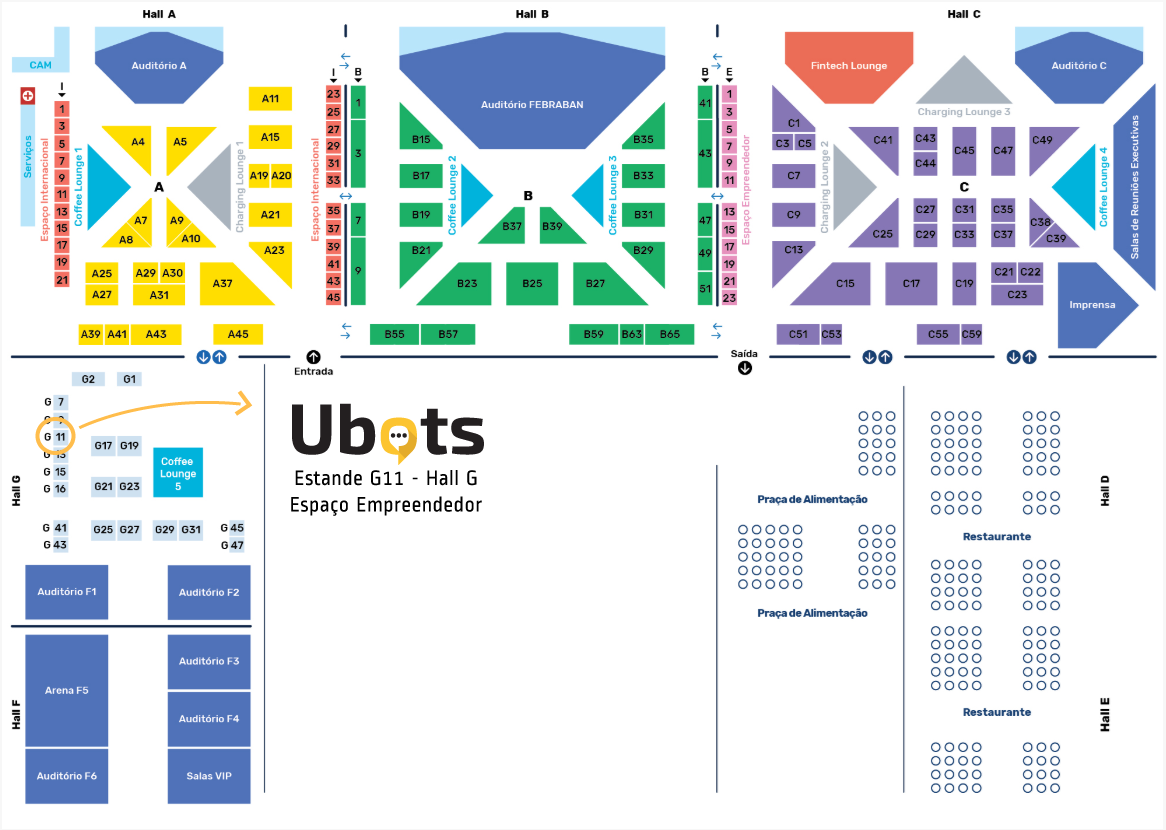 Hall A
Hall B
Hall C
CAM
Serviços
Auditório A
I
1
3
5
7
9
11
13
15
17
19
21
Espaço Internacional
Coffee Lounge 1
A4
A5
A
A7
A8
A9
A10
Charging Lounge 1
A11
A15
A19 A20
A21
A23
A25
A27
A29 A30
A31
A37
A39 A41 A43
A45
Espaço Internacional
I
23
25
27
29
31
33
35
37
39
41
43
45
B
1
3
7
9
Auditório FEBRABAN
B15
B17
B19
B21
Coffee Lounge 2
B
B37
B39
Coffee Lounge 3
B35
B33
B31
B29
B23
B25
B27
B55
B57
B59
B63
B65
B
41
43
47
49
51
E
1
3
5
7
9
11
13
15
17
19
21
23
Espaço Empreendedor
Fintech Lounge
Charging Lounge 3
Auditório C
C1
C3 C5
C7
C9
C13
Charging Lounge 2
C41
C43
C44
C45
C47
C49
C
C25
C27
C29
C31
C33
C35
C37
C38
C39
Coffee Lounge 4
Salas de Reuniões Executivas
C15
C17
C19
C21 C22
C23
Imprensa
C51 C53
C55 C59
Entrada
Saída
Hall G
G2
G1
G 7
G 9
G 11
G 13
G 15
G 16
G17 G19
G21 G23
Coffee
Lounge
5
G 41
G 43
G25 G27
G29 G31
G 45
G 47
Ubots
Estande G11 - Hall G
Espaço Empreendedor
Auditório F1
Auditório F2
Hall F
Arena F5
Auditório F3
Auditório F4
Auditório F6
Salas VIP
Praça de Alimentação
Praça de Alimentação
Hall D
Restaurante
Hall E
Restaurante